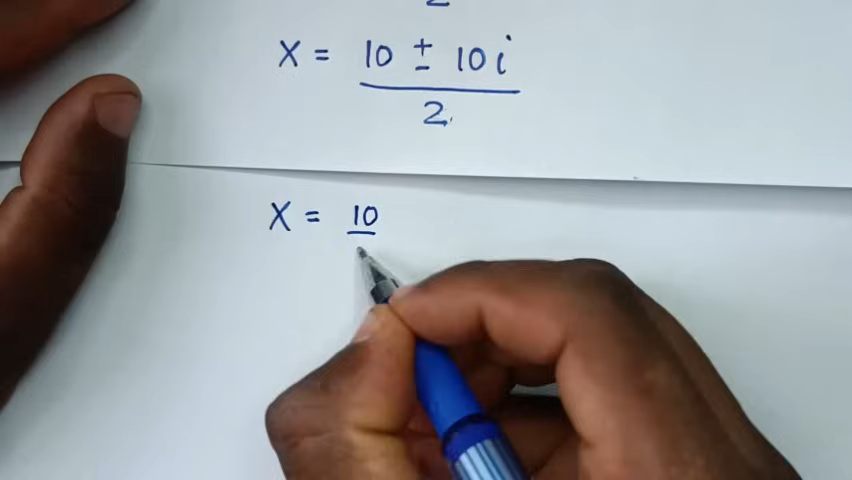 X = 10 ± 10i
2
X = 10